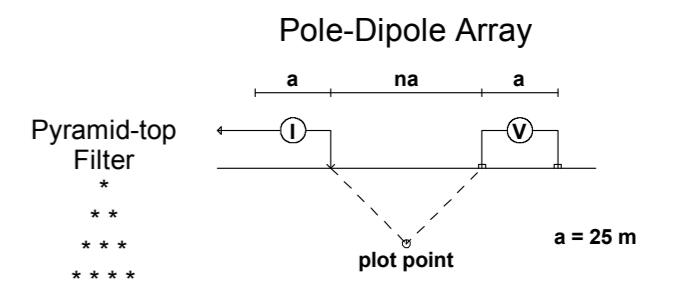 Pole-Dipole Array
a na a
I V
Pyramid-top
Filter
*
* *
* * *
* * * *
a = 25 m
plot point